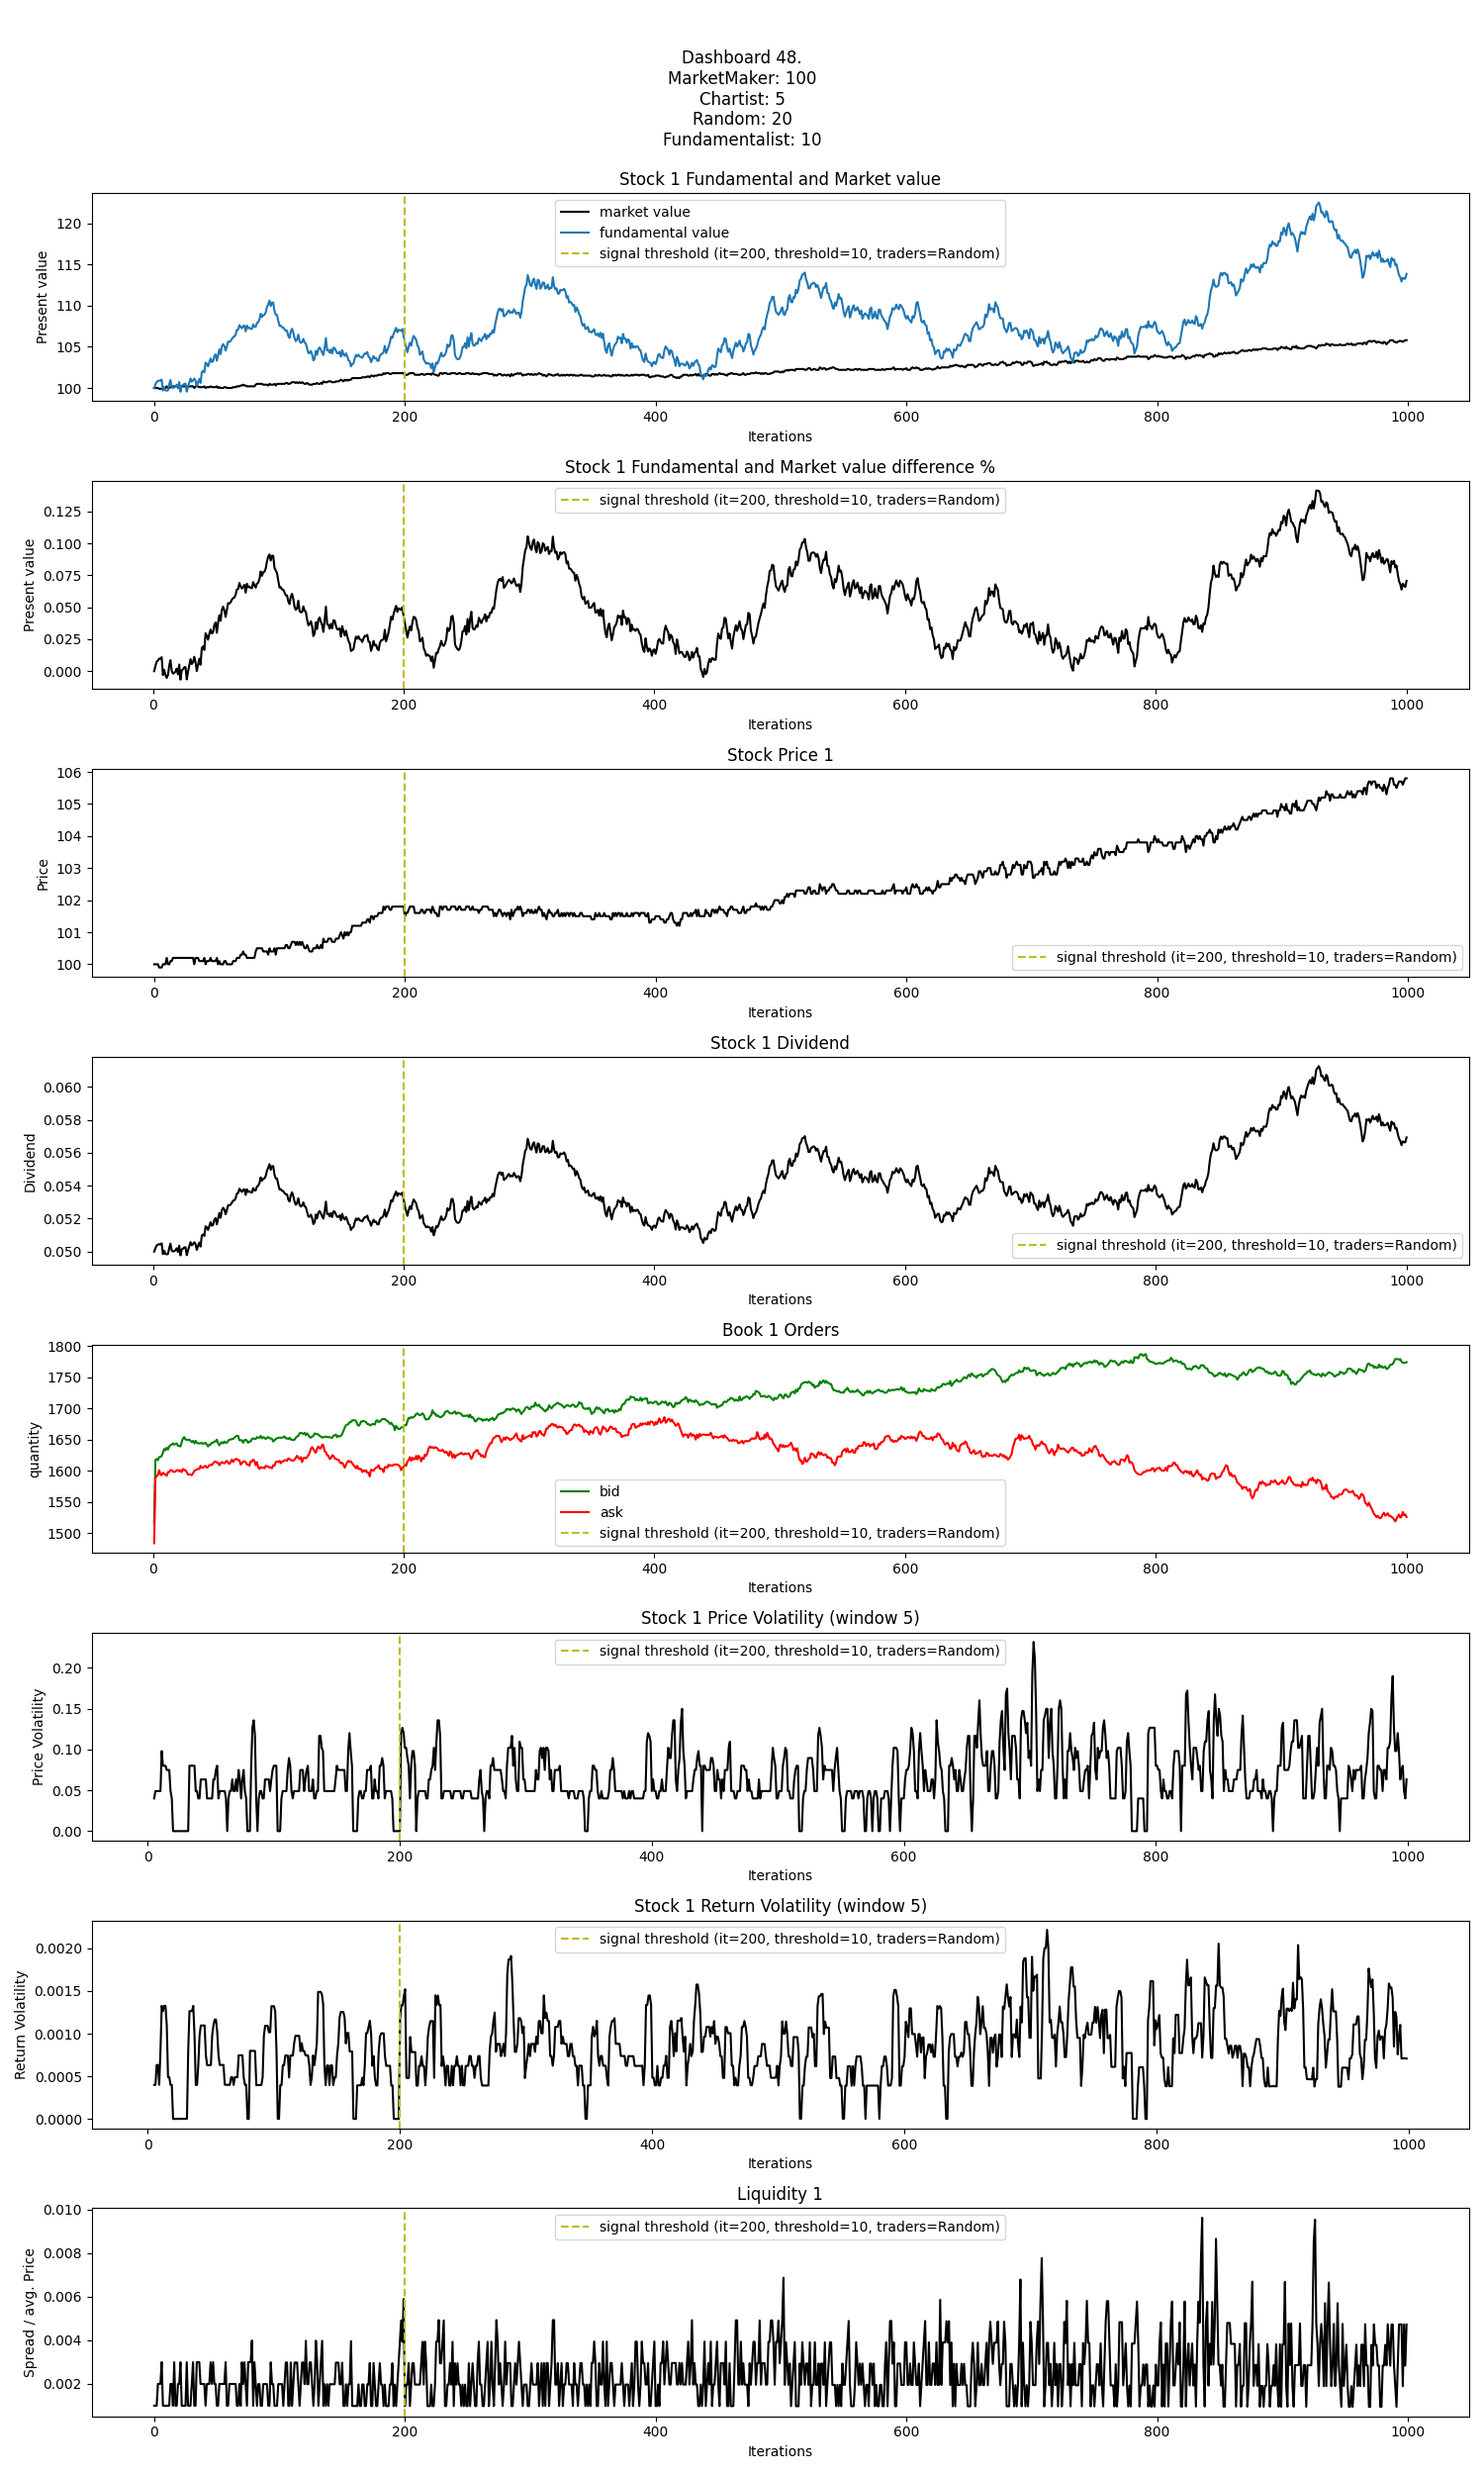 Dashboard 48.
MarketMaker: 100
Chartist: 5
Random: 20
Fundamentalist: 10
Stock 1 Fundamental and Market value
market value
fundamental value
signal threshold (it=200, threshold=10, traders=Random)
Present value
120
115
110
105
100
0 200 400 600 800 1000
Iterations
Stock 1 Fundamental and Market value difference %
signal threshold (it=200, threshold=10, traders=Random)
Present value
0.125
0.100
0.075
0.050
0.025
0.000
0 200 400 600 800 1000
Iterations
Stock Price 1
Price
106
105
104
103
102
101
100
signal threshold (it=200, threshold=10, traders=Random)
0 200 400 600 800 1000
Iterations
Stock 1 Dividend
Dividend
0.060
0.058
0.056
0.054
0.052
0.050
signal threshold (it=200, threshold=10, traders=Random)
0 200 400 600 800 1000
Iterations
Book 1 Orders
quantity
1800
1750
1700
1650
1600
1550
1500
bid
ask
signal threshold (it=200, threshold=10, traders=Random)
0 200 400 600 800 1000
Iterations
Stock 1 Price Volatility (window 5)
signal threshold (it=200, threshold=10, traders=Random)
Price Volatility
0.20
0.15
0.10
0.05
0.00
0 200 400 600 800 1000
Iterations
Stock 1 Return Volatility (window 5)
signal threshold (it=200, threshold=10, traders=Random)
Return Volatility
0.0020
0.0015
0.0010
0.0005
0.0000
0 200 400 600 800 1000
Iterations
Liquidity 1
signal threshold (it=200, threshold=10, traders=Random)
Spread / avg. Price
0.010
0.008
0.006
0.004
0.002
0 200 400 600 800 1000
Iterations